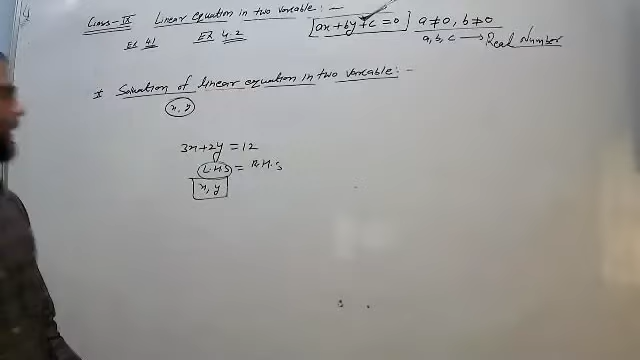 Class-IX Linear equation in two variable:- [ax+by+c=0] a≠0, b≠0
Ex 4.1 Ex 4.2 a, b, c → Real Number
* Solution of linear equation in two variable:-
x, y
3x+2y=12
L.H.S = R.H.S
x, y